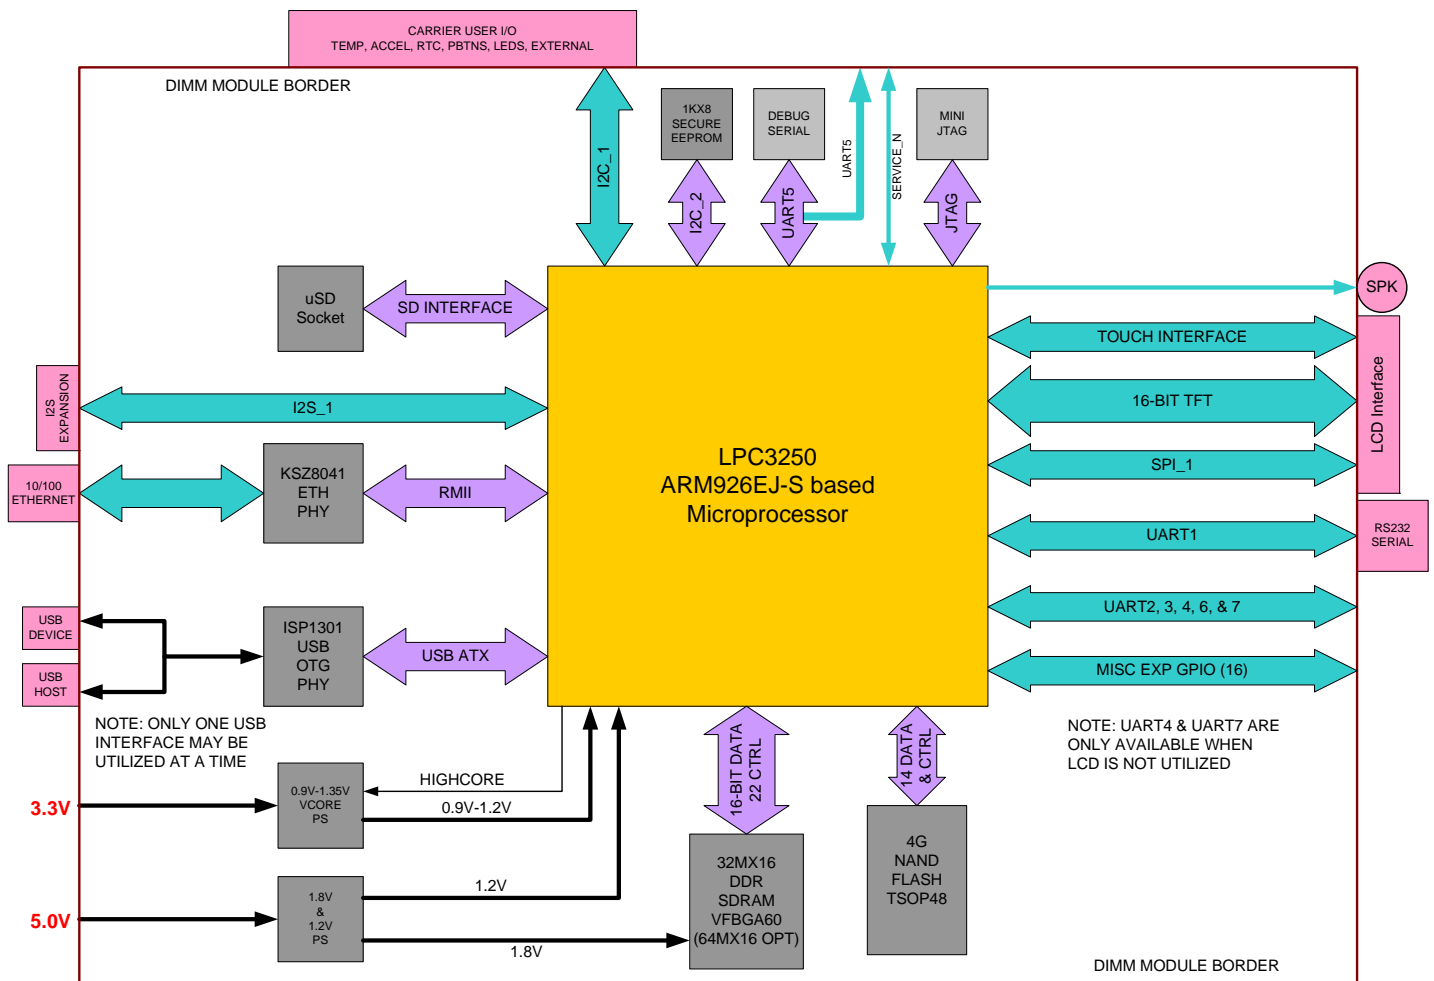 CARRIER USER I/O
TEMP, ACCEL, RTC, PBTNS, LEDS, EXTERNAL
DIMM MODULE BORDER
I2C_1
1KX8
SECURE
EEPROM
I2C_2
DEBUG
SERIAL
UART5
UART5
SERVICE_N
MINI
JTAG
JTAG
uSD
Socket
SD INTERFACE
SPK
TOUCH INTERFACE
I2S
EXPANSION
I2S_1
16-BIT TFT
LCD Interface
SPI_1
10/100
ETHERNET
KSZ8041
ETH
PHY
RMII
LPC3250
ARM926EJ-S based
Microprocessor
UART1
RS232
SERIAL
UART2, 3, 4, 6, & 7
MISC EXP GPIO (16)
USB
DEVICE
USB
HOST
ISP1301
USB
OTG
PHY
USB ATX
NOTE: ONLY ONE USB
INTERFACE MAY BE
UTILIZED AT A TIME
NOTE: UART4 & UART7 ARE
ONLY AVAILABLE WHEN
LCD IS NOT UTILIZED
16-BIT DATA
22 CTRL
14 DATA
& CTRL
3.3V
0.9V-1.35V
VCORE
PS
HIGHCORE
0.9V-1.2V
5.0V
1.8V
&
1.2V
PS
1.2V
1.8V
32MX16
DDR
SDRAM
VFBGA60
(64MX16 OPT)
4G
NAND
FLASH
TSOP48
DIMM MODULE BORDER